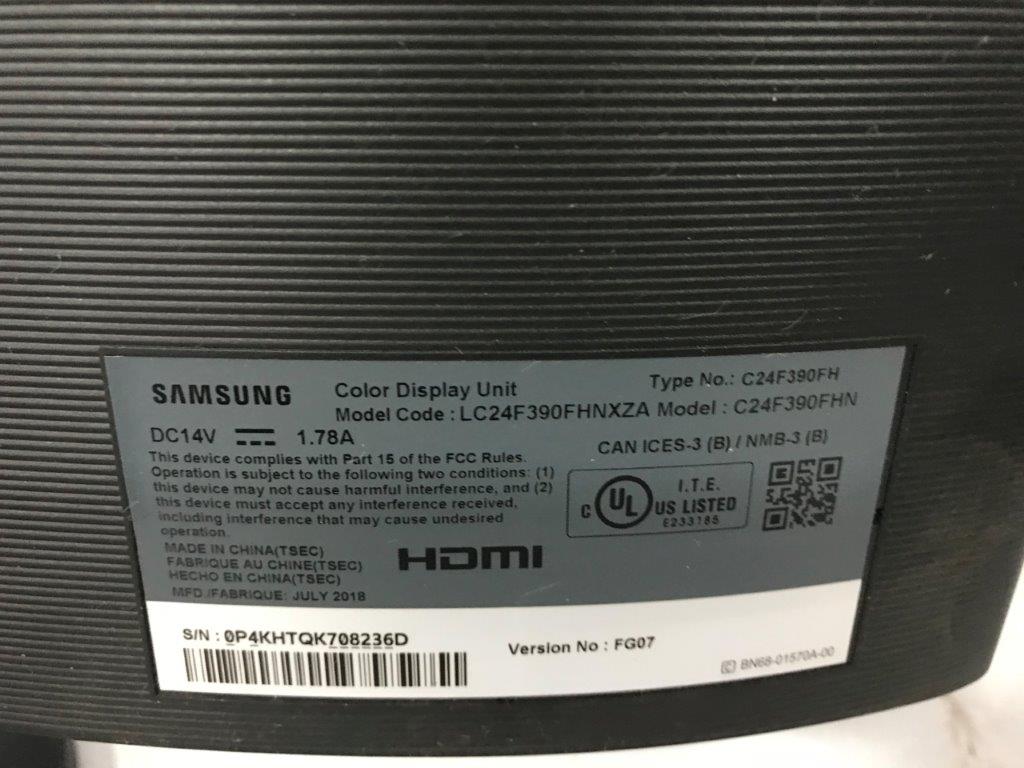 SAMSUNG
Color Display Unit
Type No.: C24F390FH
Model Code : LC24F390FHNXZA Model : C24F390FHN
DC14V 1.78A
CAN ICES-3 (B) / NMB-3 (B)
This device complies with Part 15 of the FCC Rules.
Operation is subject to the following two conditions: (1)
this device may not cause harmful interference, and (2)
this device must accept any interference received,
including interference that may cause undesired
operation.
C UL US LISTED
I.T.E.
E233185
MADE IN CHINA(TSEC)
FABRIQUE AU CHINE(TSEC)
HECHO EN CHINA(TSEC)
MFD./FABRIQUE: JULY 2018
HDMI
S/N : 0P4KHTQK708236D
Version No : FG07
(C) BN68-01570A-00